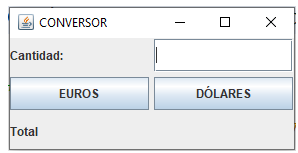 CONVERSOR
Cantidad:
EUROS DÓLARES
Total